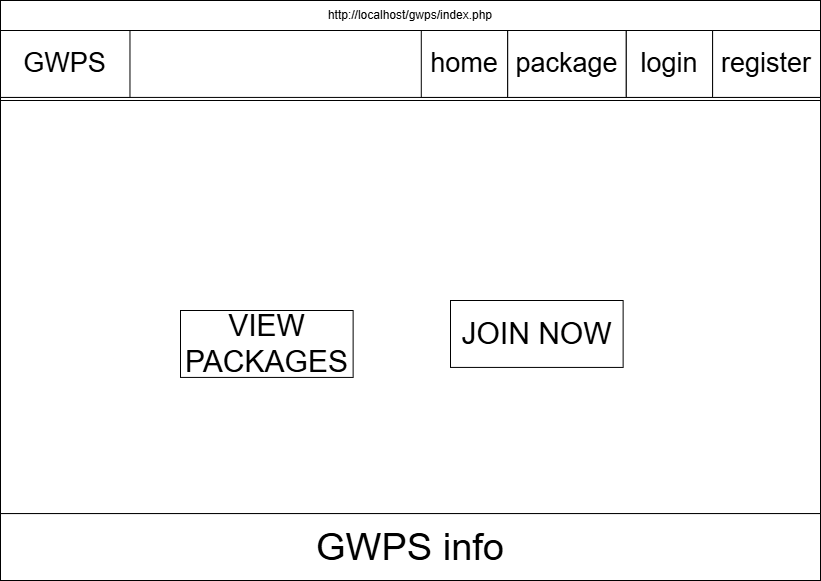 http://localhost/gwps/index.php
GWPS home package login register
VIEW
PACKAGES
JOIN NOW
GWPS info